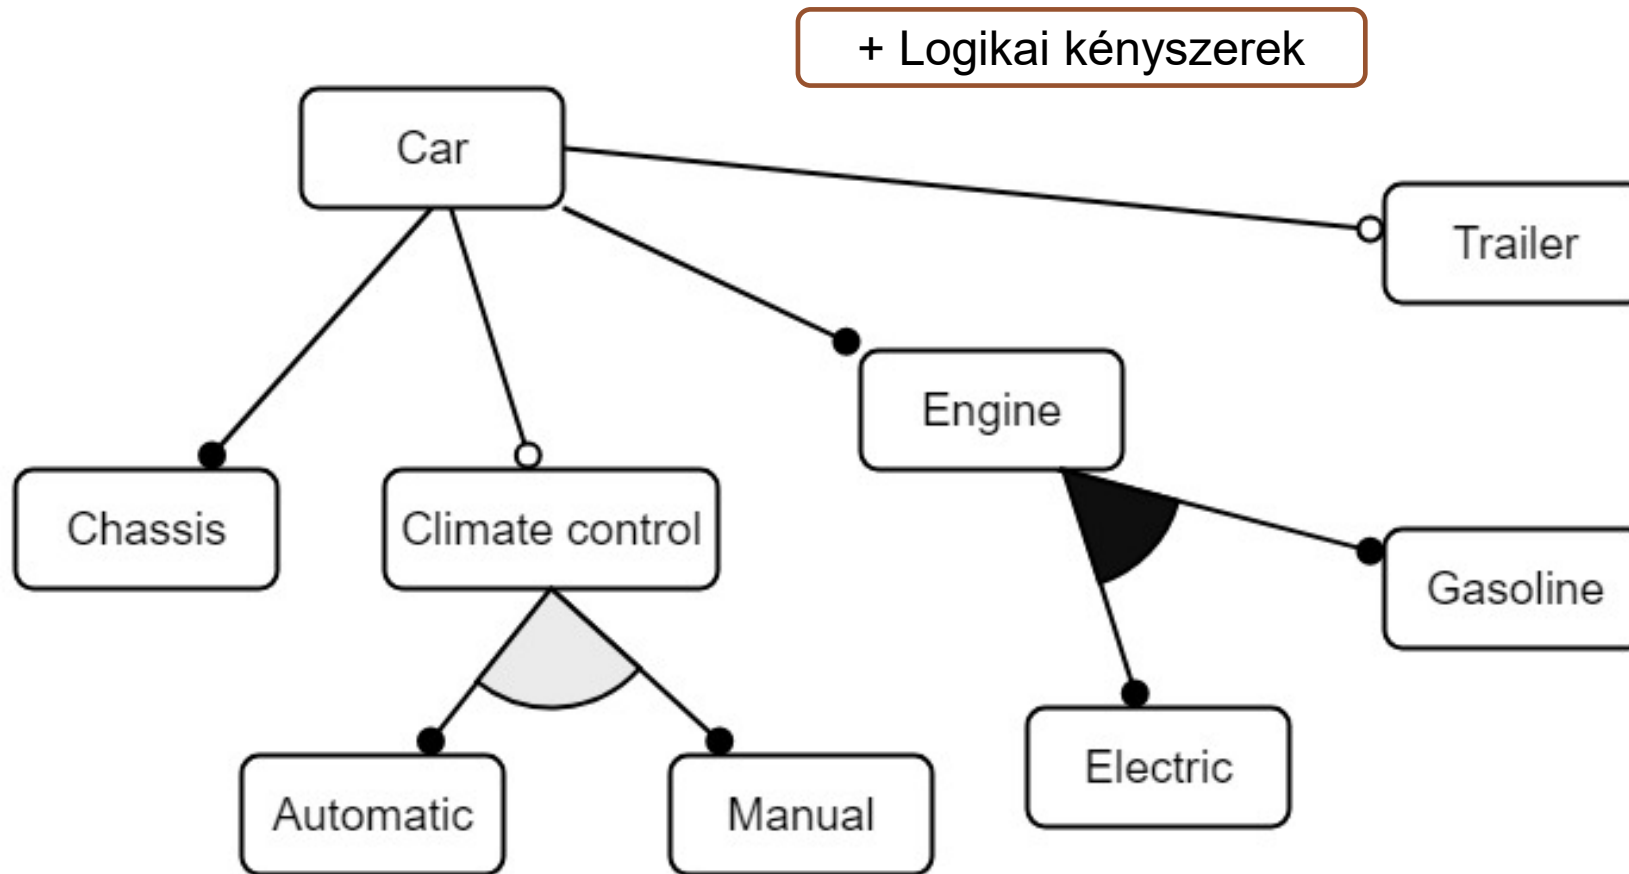 + Logikai kényszerek
Car
Trailer
Engine
Chassis
Climate control
Gasoline
Electric
Automatic
Manual